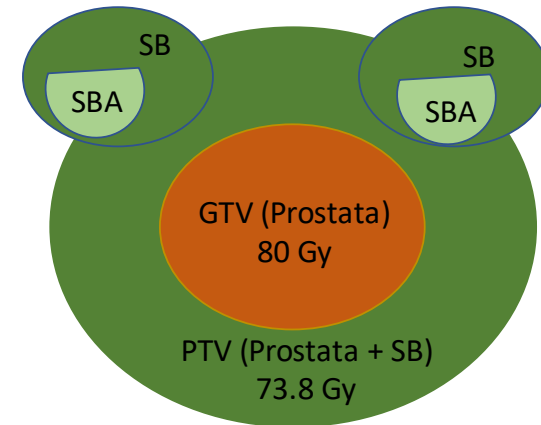 SB
SBA
SB
SBA
GTV (Prostata)
80 Gy
PTV (Prostata + SB)
73.8 Gy